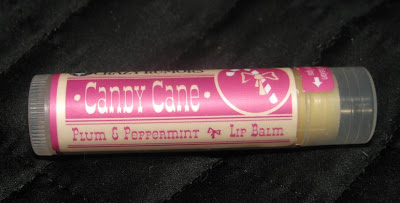 · Candy Cane ·
Plum & Peppermint Lip Balm